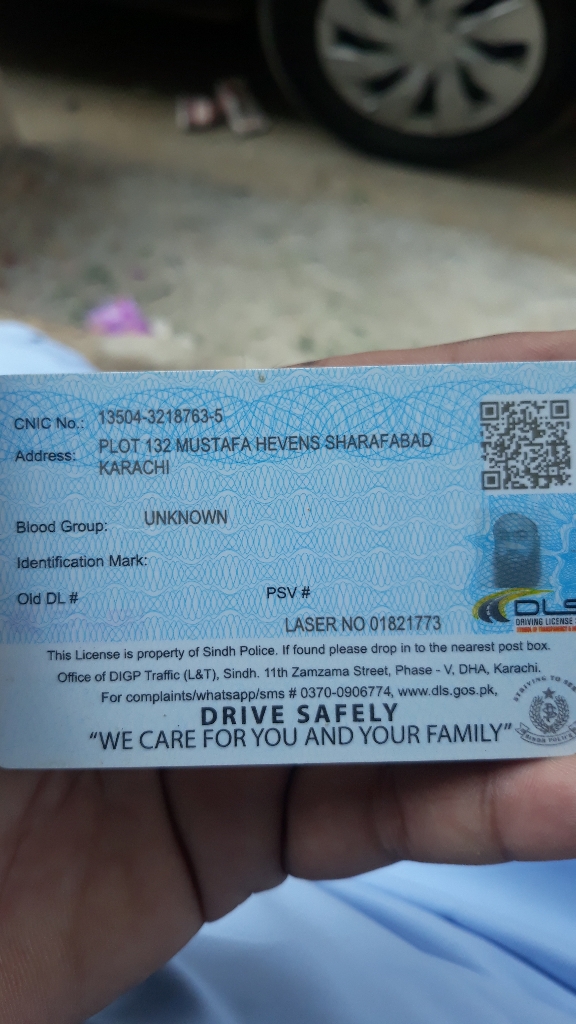 CNIC No.: 13504-3218763-5
Address: PLOT 132 MUSTAFA HEVENS SHARAFABAD
KARACHI
Blood Group: UNKNOWN
Identification Mark:
Old DL # PSV #
DLS
DRIVING LICENSE
LASER NO 01821773
This License is property of Sindh Police. If found please drop in to the nearest post box.
Office of DIGP Traffic (L&T), Sindh. 11th Zamzama Street, Phase - V, DHA, Karachi.
For complaints/whatsapp/sms # 0370-0906774, www.dls.gos.pk,
DRIVE SAFELY
“WE CARE FOR YOU AND YOUR FAMILY”